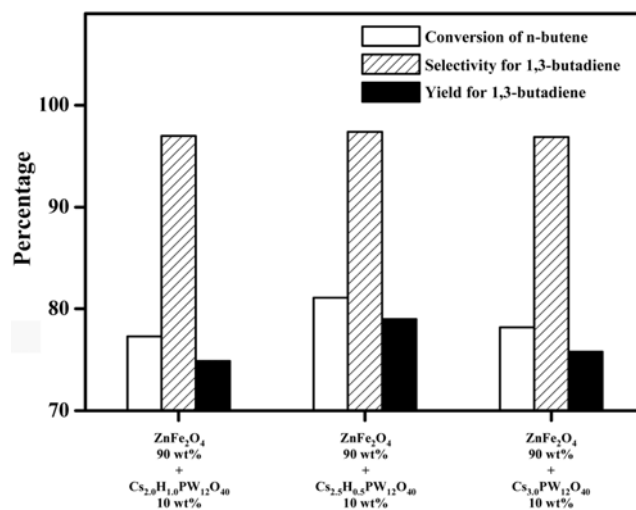 Conversion of n-butene
Selectivity for 1,3-butadiene
Yield for 1,3-butadiene
Percentage
100
90
80
70
ZnFe₂O₄
90 wt%
+
Cs₂.₀H₁.₀PW₁₂O₄₀
10 wt%
ZnFe₂O₄
90 wt%
+
Cs₂.₅H₀.₅PW₁₂O₄₀
10 wt%
ZnFe₂O₄
90 wt%
+
Cs₃.₀PW₁₂O₄₀
10 wt%